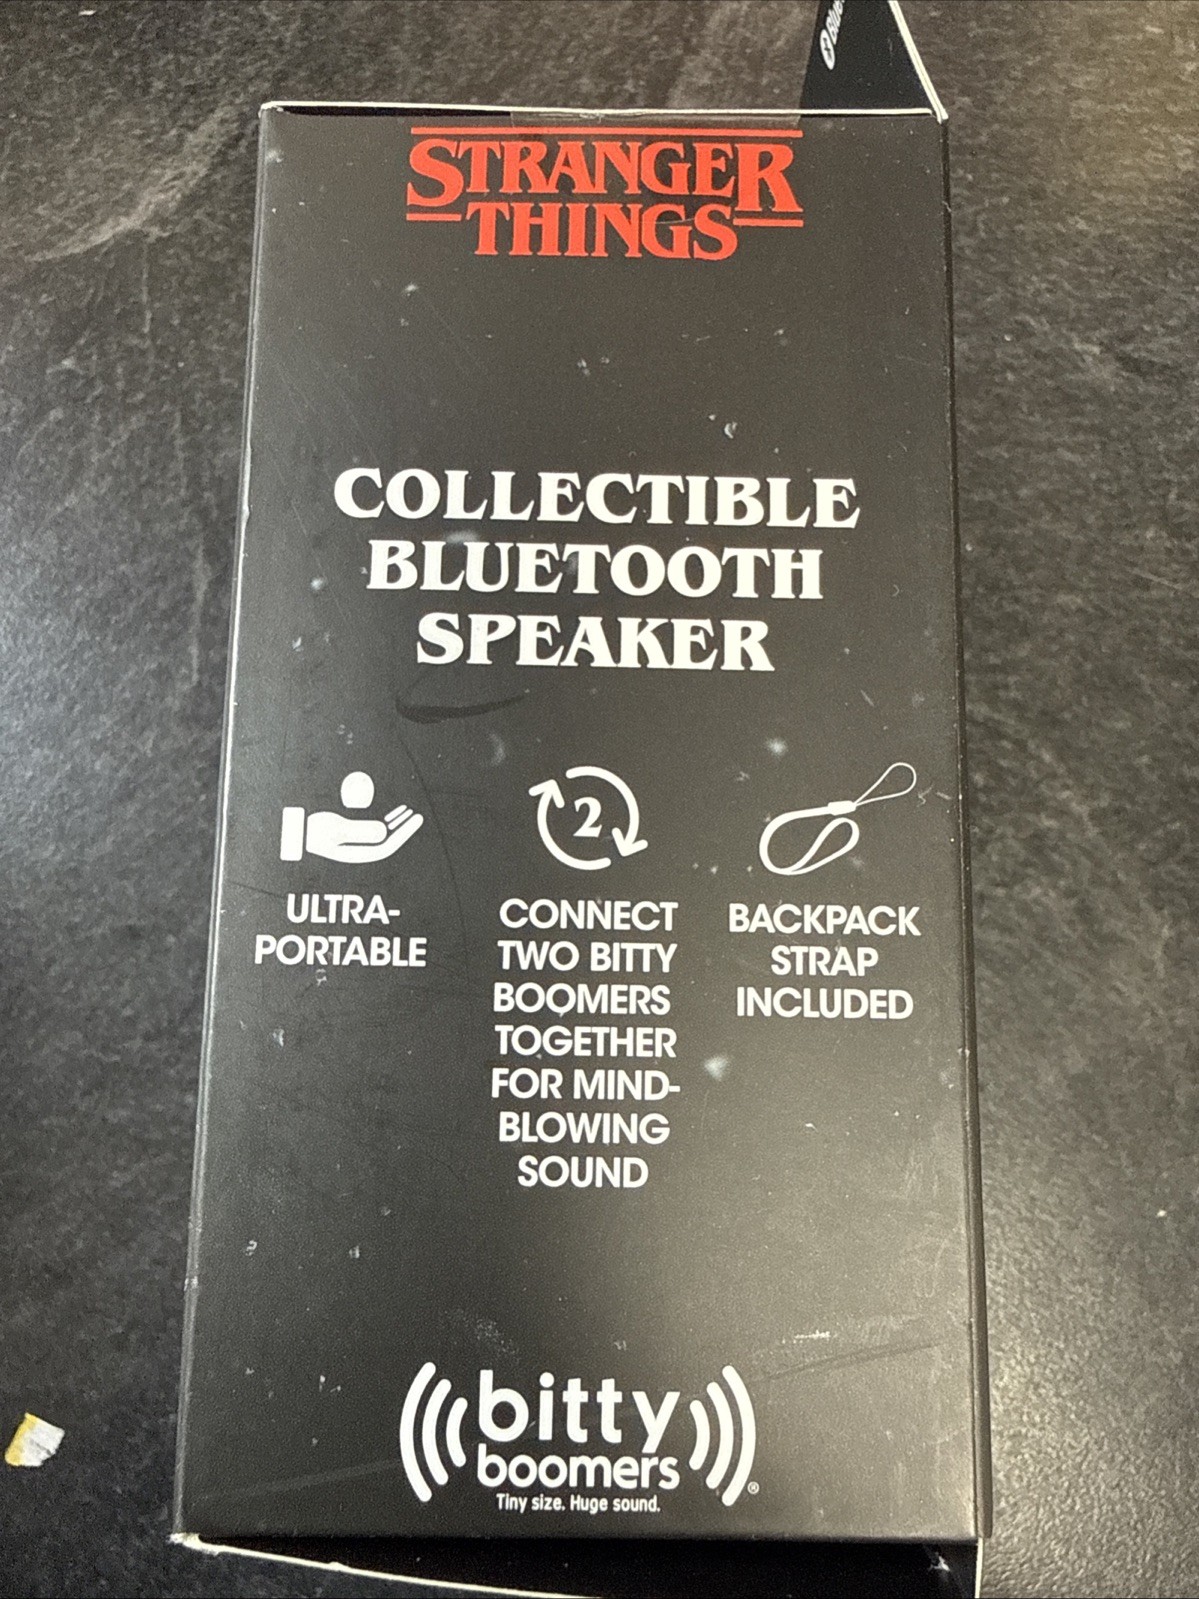 STRANGER
THINGS
COLLECTIBLE
BLUETOOTH
SPEAKER
2
ULTRA-
PORTABLE
CONNECT
TWO BITTY
BOOMERS
TOGETHER
FOR MIND-
BLOWING
SOUND
BACKPACK
STRAP
INCLUDED
bitty
boomers
®
Tiny size. Huge sound.